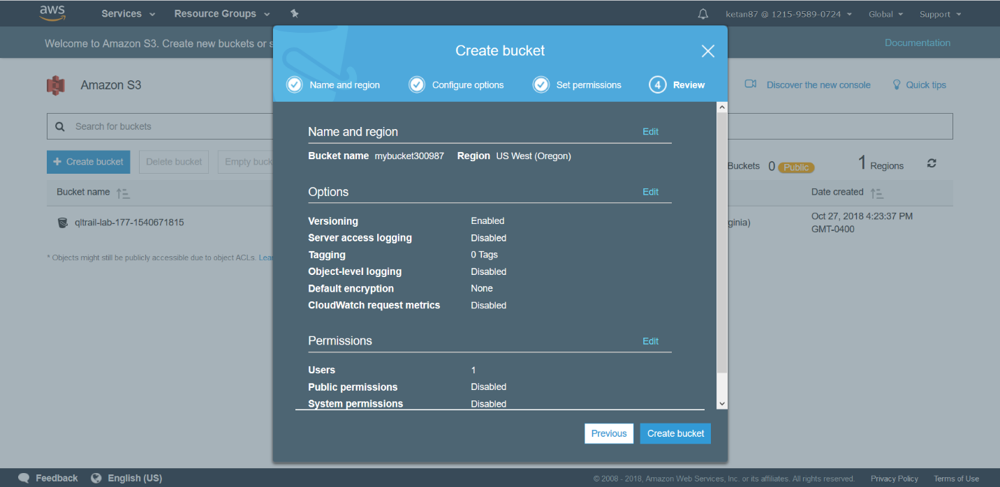 aws Services Resource Groups ketan87 @ 1215-9589-0724 Global Support
Welcome to Amazon S3. Create new buckets or s
Documentation
Create bucket
Name and region Configure options Set permissions 4 Review
Amazon S3
Discover the new console Quick tips
Search for buckets
+ Create bucket Delete bucket Empty buck
Buckets 0 Public 1 Regions
Bucket name
Date created
qltrail-lab-177-1540671815
ginia)
Oct 27, 2018 4:23:37 PM
GMT-0400
* Objects might still be publicly accessible due to object ACLs. Lear
Name and region Edit
Bucket name mybucket300987 Region US West (Oregon)
Options Edit
Versioning Enabled
Server access logging Disabled
Tagging 0 Tags
Object-level logging Disabled
Default encryption None
CloudWatch request metrics Disabled
Permissions Edit
Users 1
Public permissions Disabled
System permissions Disabled
Previous Create bucket
Feedback English (US)
© 2008 - 2018, Amazon Web Services, Inc. or its affiliates. All rights reserved. Privacy Policy Terms of Use